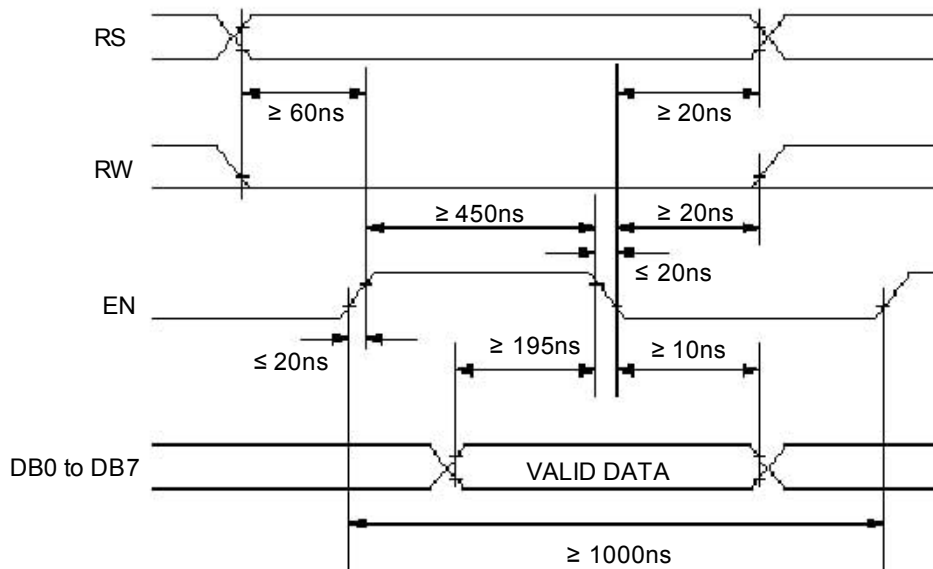 RS
≥ 60ns
≥ 20ns
RW
≥ 450ns
≥ 20ns
≤ 20ns
EN
≤ 20ns
≥ 195ns
≥ 10ns
DB0 to DB7
VALID DATA
≥ 1000ns